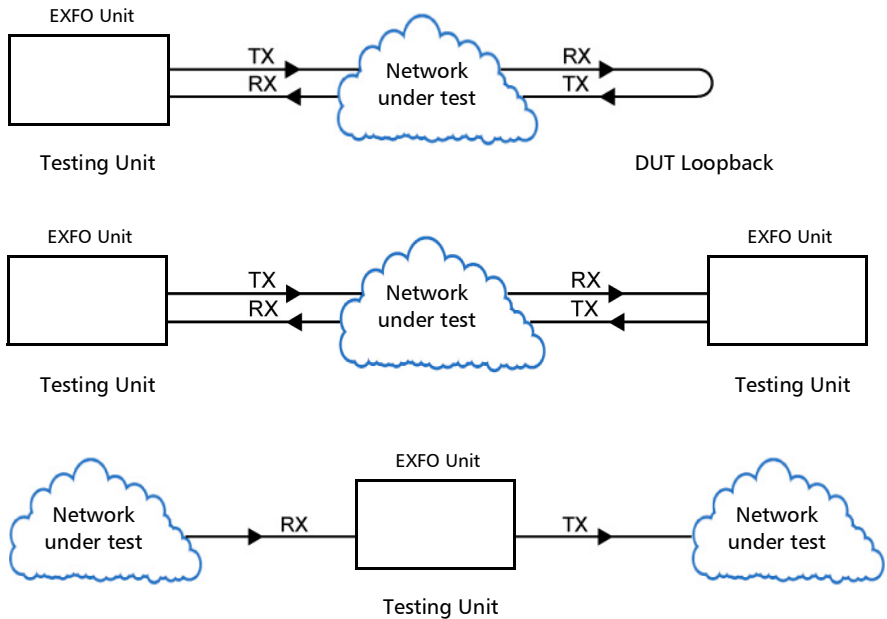 EXFO Unit
TX
RX
Network
under test
RX
TX
Testing Unit
DUT Loopback
EXFO Unit
EXFO Unit
TX
RX
Network
under test
RX
TX
Testing Unit
Testing Unit
EXFO Unit
Network
under test
RX
TX
Network
under test
Testing Unit